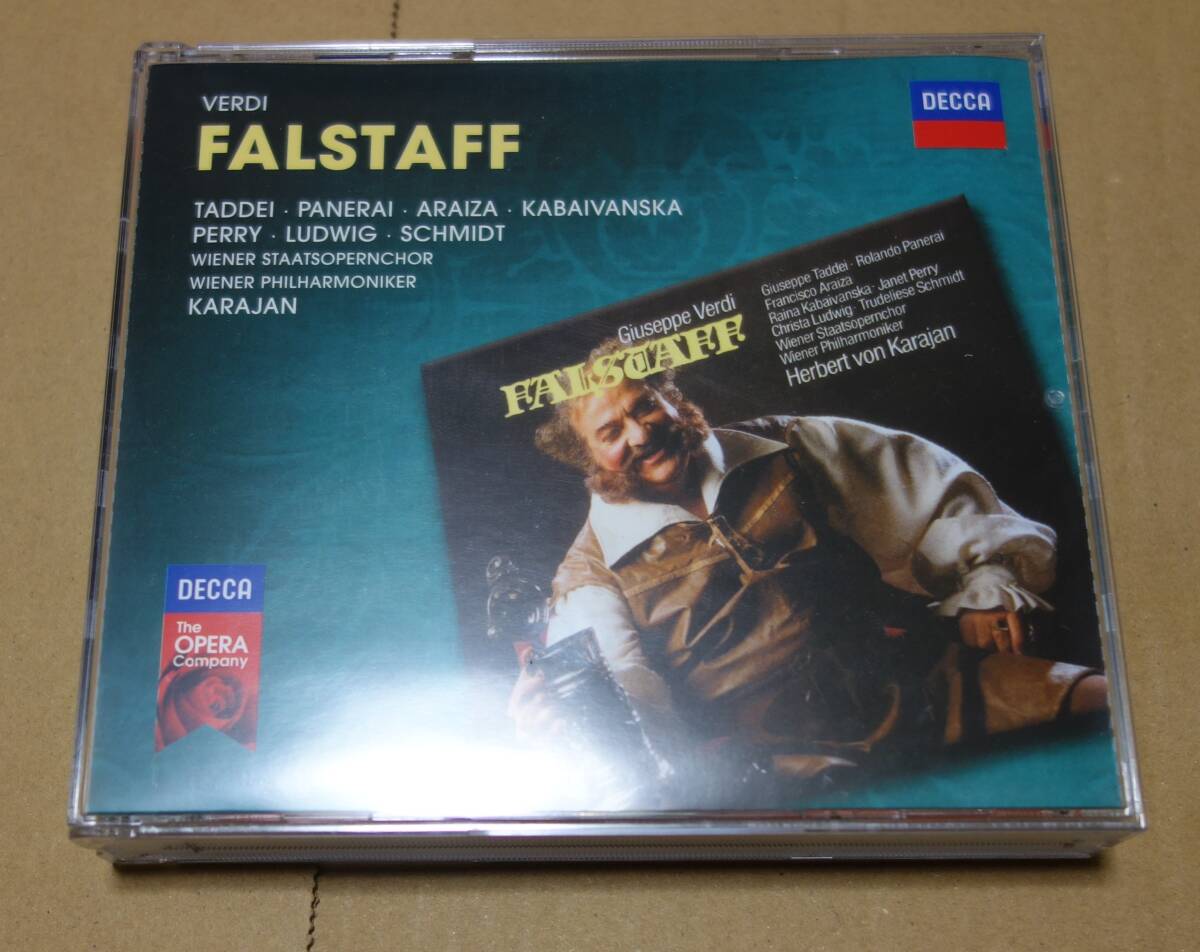 VERDI
FALSTAFF
TADDEI · PANERAI · ARAIZA · KABAIVANSKA
PERRY · LUDWIG · SCHMIDT
WIENER STAATSOPERNCHOR
WIENER PHILHARMONIKER
KARAJAN
DECCA
Giuseppe Verdi
FALSTAFF
Giuseppe Taddei · Rolando Panerai
Francisco Araiza
Raina Kabaivanska · Janet Perry
Christa Ludwig · Trudeliese Schmidt
Wiener Staatsopernchor
Wiener Philharmoniker
Herbert von Karajan
DECCA
The
OPERA
Company